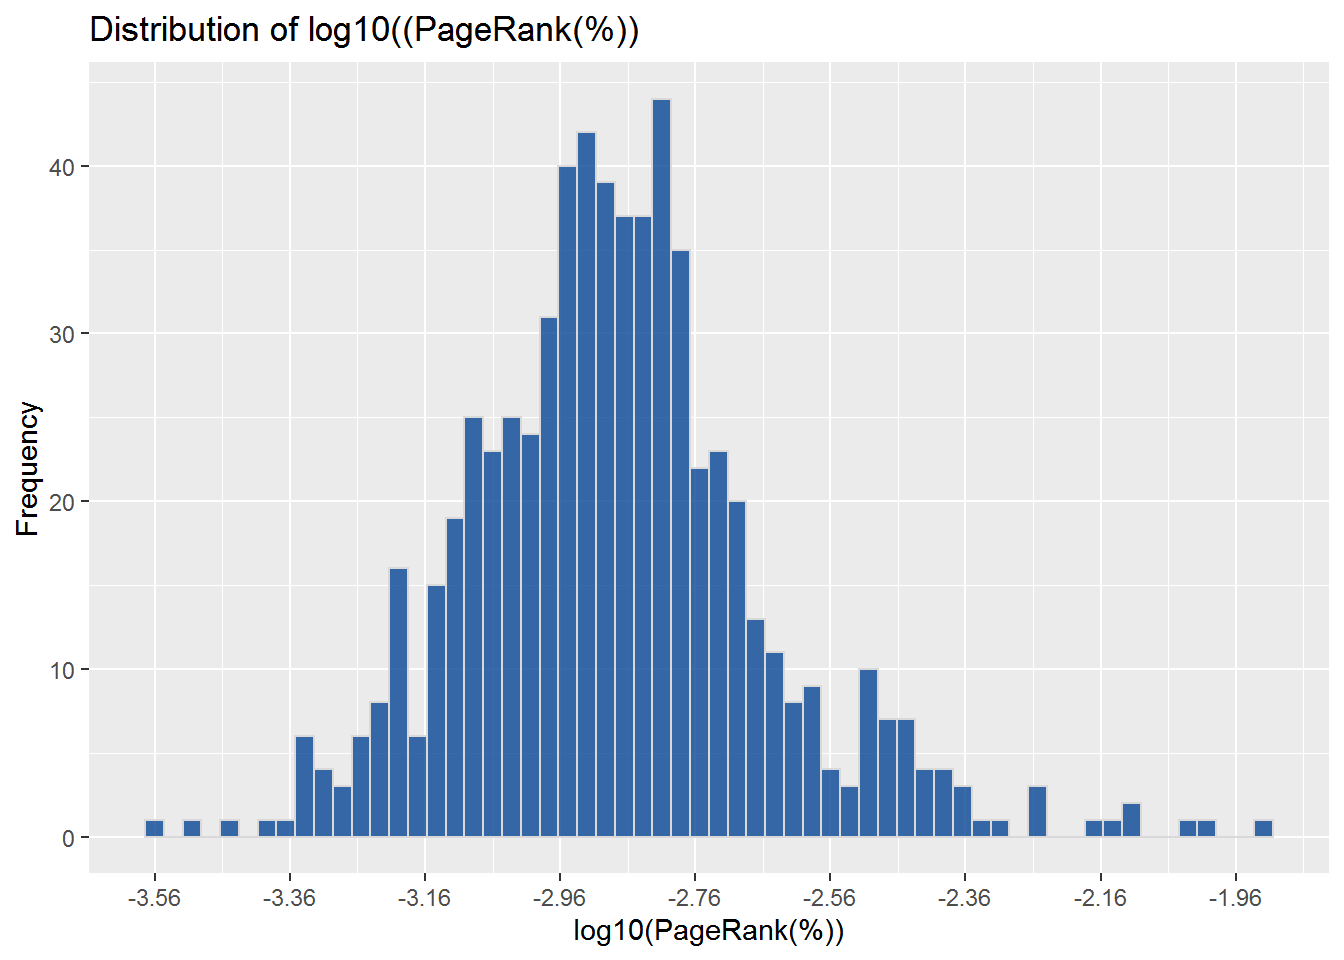 Distribution of log10((PageRank(%))
Frequency
40
30
20
10
0
-3.56 -3.36 -3.16 -2.96 -2.76 -2.56 -2.36 -2.16 -1.96
log10(PageRank(%))